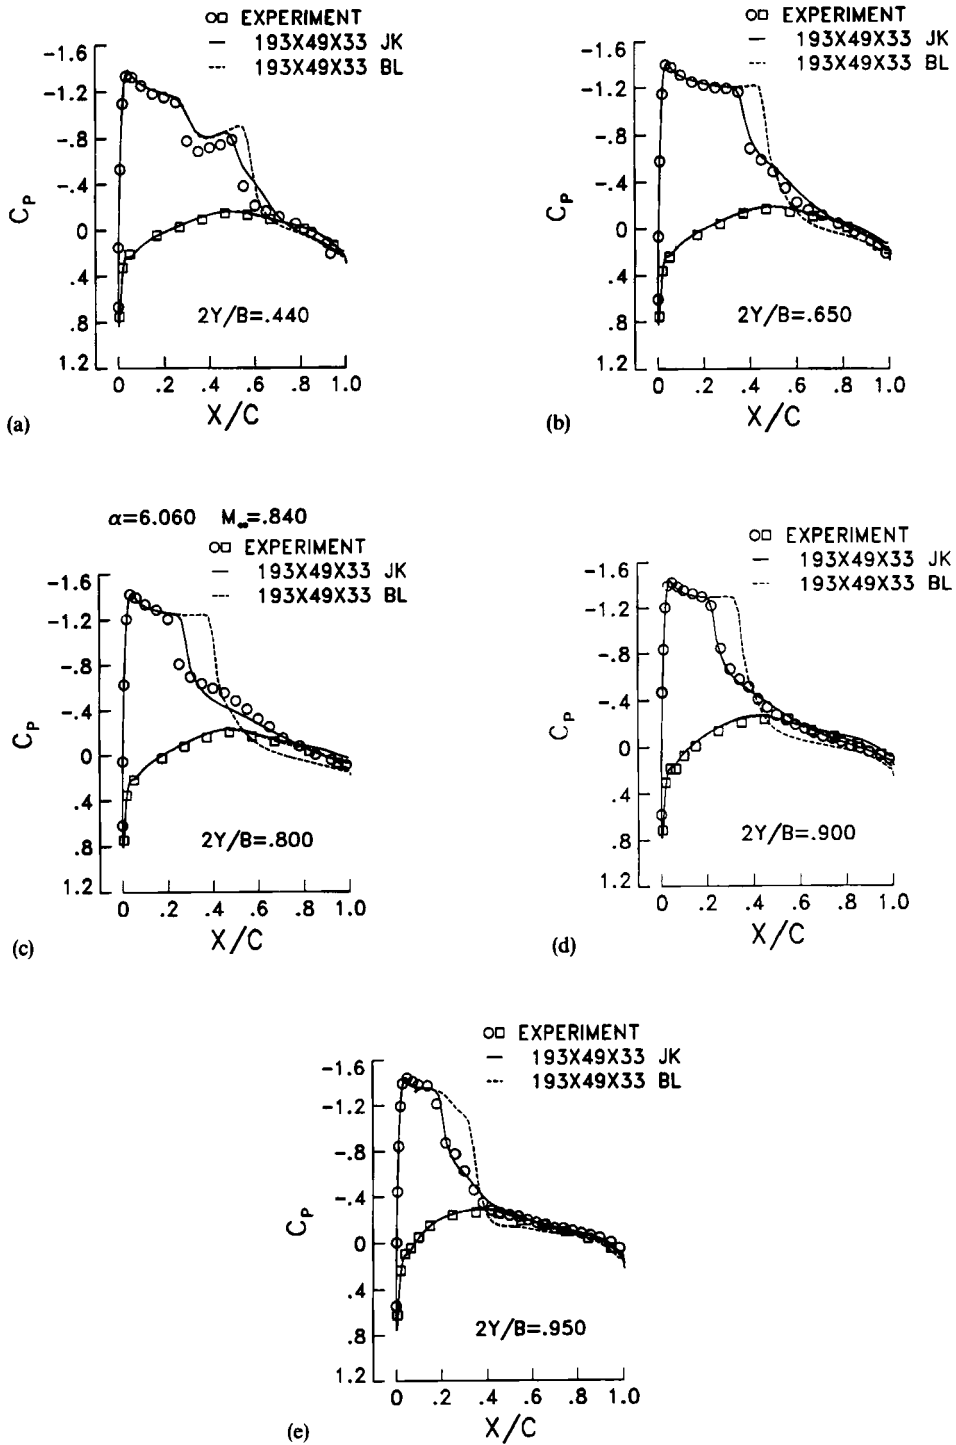 EXPERIMENT
193X49X33 JK
193X49X33 BL
-1.6
-1.2
-.8
-.4
0
.4
.8
1.2
CP
2Y/B=.440
0 .2 .4 .6 .8 1.0
X/C
(a)
EXPERIMENT
193X49X33 JK
193X49X33 BL
-1.6
-1.2
-.8
-.4
0
.4
.8
1.2
CP
2Y/B=.650
0 .2 .4 .6 .8 1.0
X/C
(b)
α=6.060 M∞=.840
EXPERIMENT
193X49X33 JK
193X49X33 BL
-1.6
-1.2
-.8
-.4
0
.4
.8
1.2
CP
2Y/B=.800
0 .2 .4 .6 .8 1.0
X/C
(c)
EXPERIMENT
193X49X33 JK
193X49X33 BL
-1.6
-1.2
-.8
-.4
0
.4
.8
1.2
CP
2Y/B=.900
0 .2 .4 .6 .8 1.0
X/C
(d)
EXPERIMENT
193X49X33 JK
193X49X33 BL
-1.6
-1.2
-.8
-.4
0
.4
.8
1.2
CP
2Y/B=.950
0 .2 .4 .6 .8 1.0
X/C
(e)